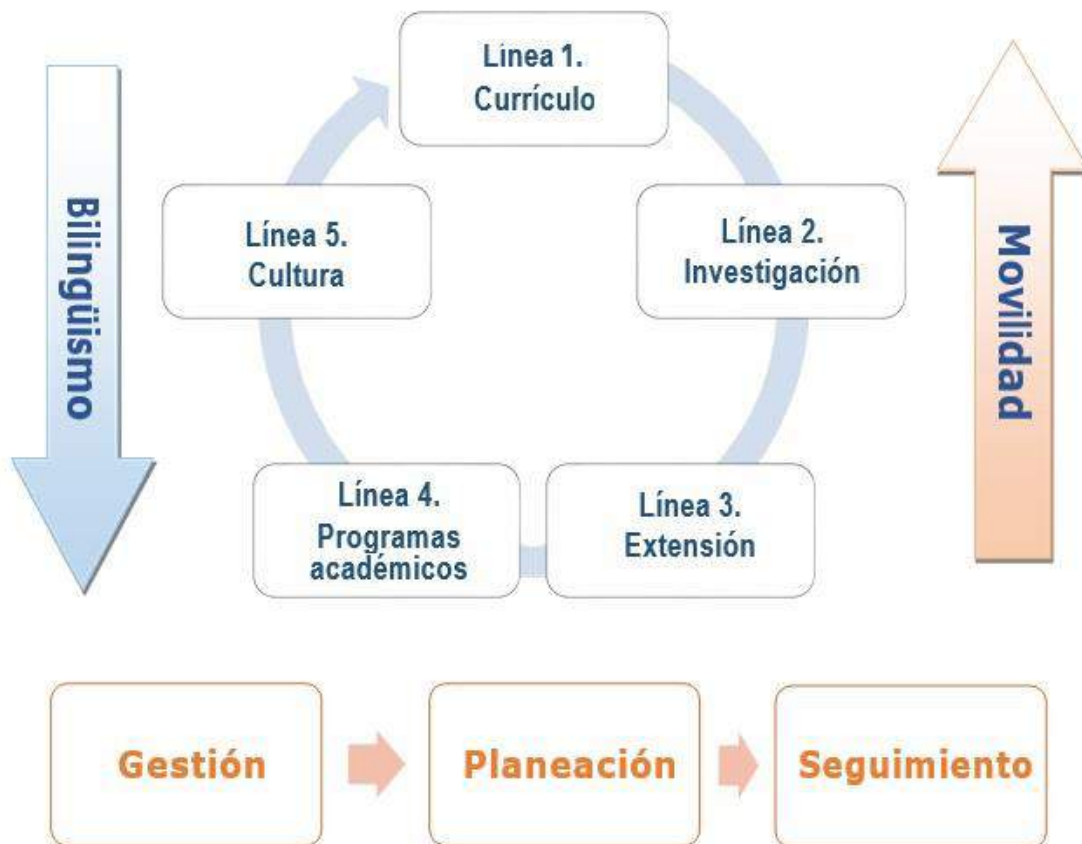 Línea 1.
Currículo
Línea 2.
Investigación
Línea 3.
Extensión
Línea 4.
Programas
académicos
Línea 5.
Cultura
Bilingüismo
Movilidad
Gestión
Planeación
Seguimiento